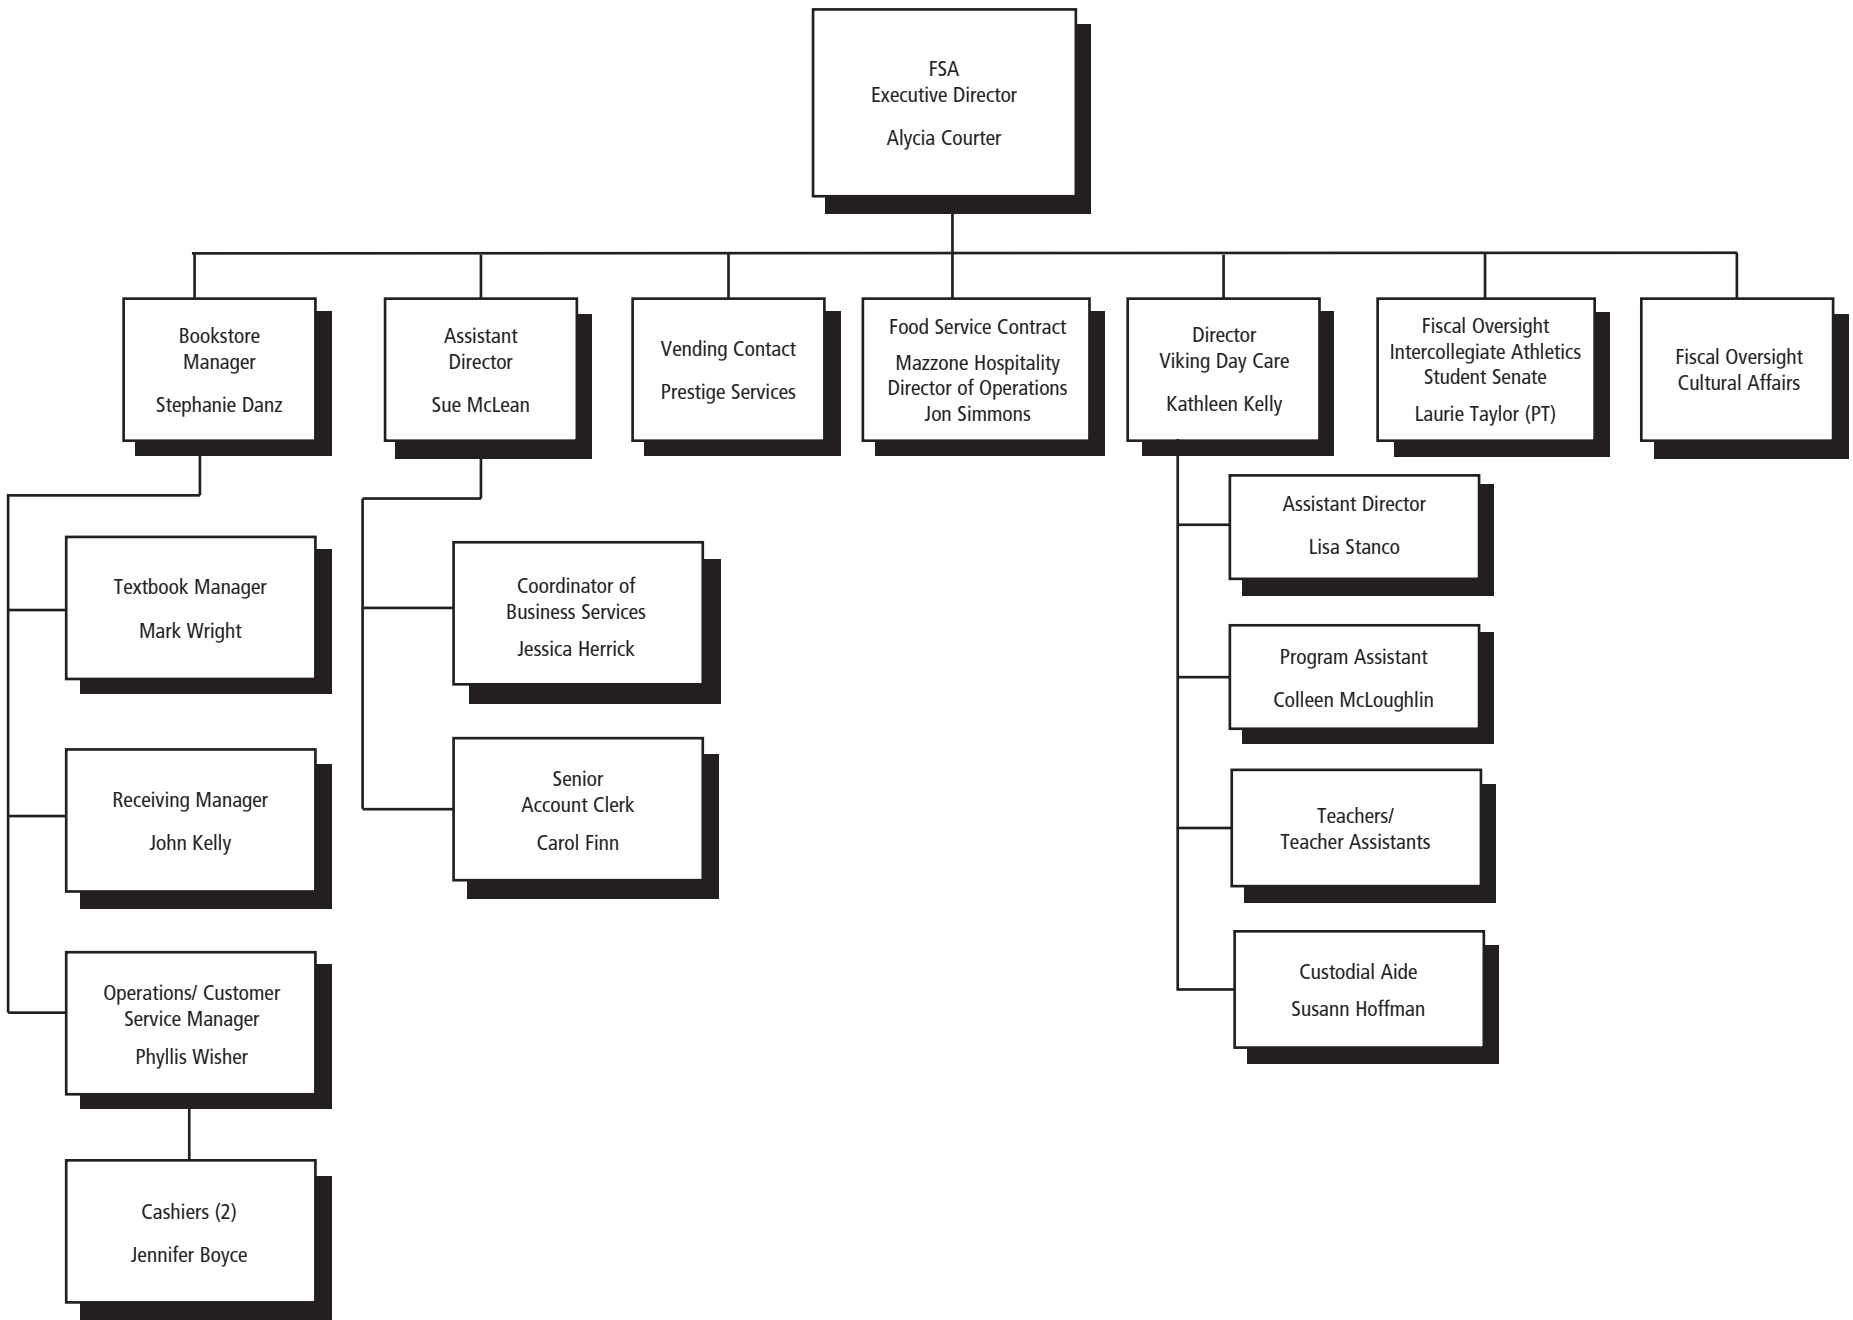 FSA
Executive Director
Alycia Courter
Bookstore
Manager
Stephanie Danz
Assistant
Director
Sue McLean
Vending Contact
Prestige Services
Food Service Contract
Mazzone Hospitality
Director of Operations
Jon Simmons
Director
Viking Day Care
Kathleen Kelly
Fiscal Oversight
Intercollegiate Athletics
Student Senate
Laurie Taylor (PT)
Fiscal Oversight
Cultural Affairs
Textbook Manager
Mark Wright
Receiving Manager
John Kelly
Operations/ Customer
Service Manager
Phyllis Wisher
Cashiers (2)
Jennifer Boyce
Coordinator of
Business Services
Jessica Herrick
Senior
Account Clerk
Carol Finn
Assistant Director
Lisa Stanco
Program Assistant
Colleen McLoughlin
Teachers/
Teacher Assistants
Custodial Aide
Susann Hoffman